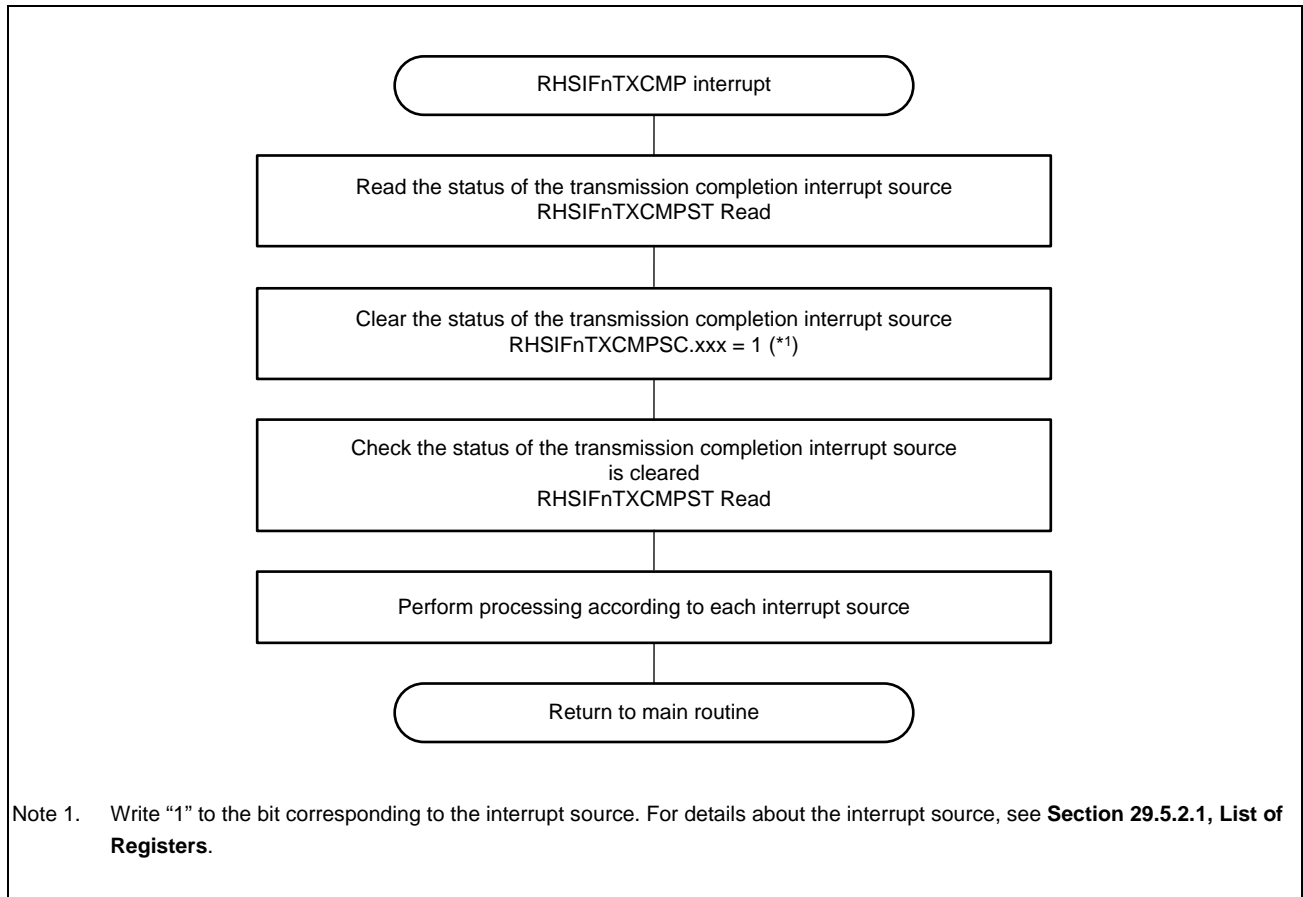 RHSIFnTXCMP interrupt
Read the status of the transmission completion interrupt source
RHSIFnTXCMPST Read
Clear the status of the transmission completion interrupt source
RHSIFnTXCMPSC.xxx = 1 (*1)
Check the status of the transmission completion interrupt source
is cleared
RHSIFnTXCMPST Read
Perform processing according to each interrupt source
Return to main routine
Note 1. Write “1” to the bit corresponding to the interrupt source. For details about the interrupt source, see Section 29.5.2.1, List of
Registers.